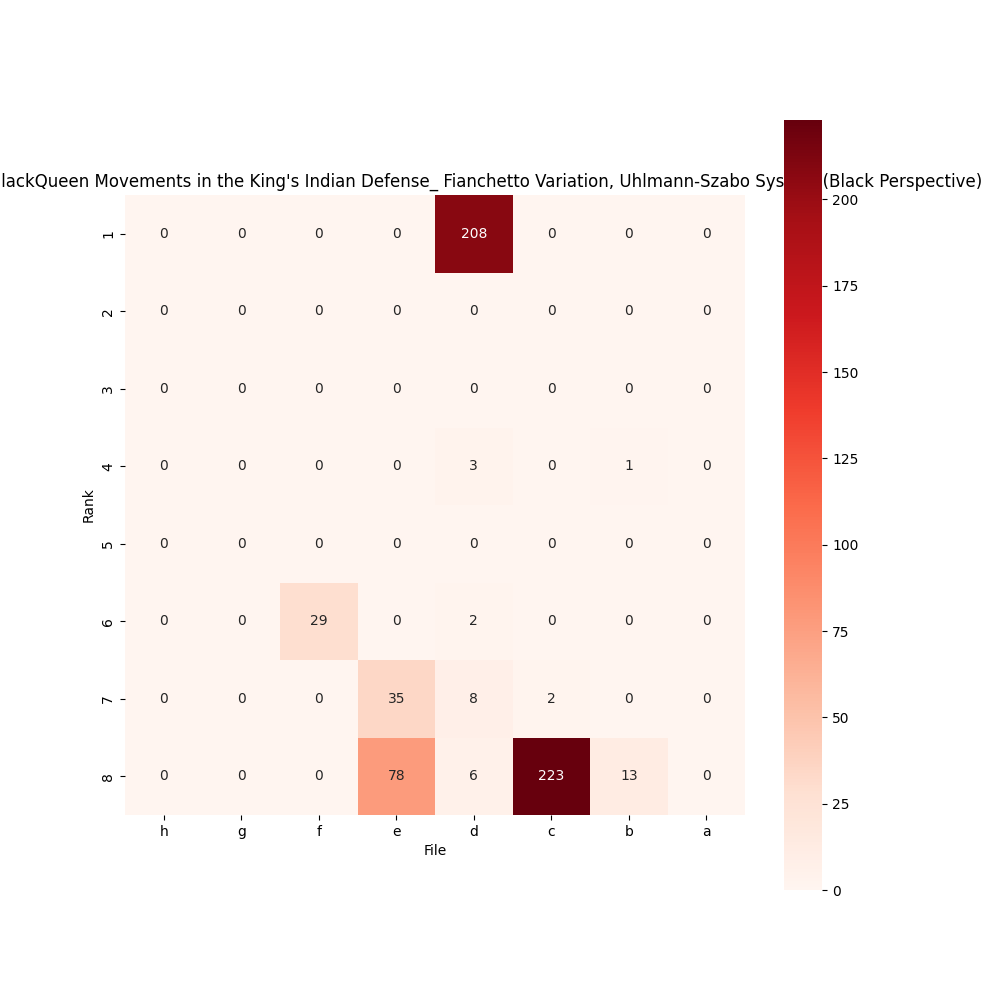 lackQueen Movements in the King's Indian Defense_ Fianchetto Variation, Uhlmann-Szabo Sys (Black Perspective)
200
175
150
125
100
75
50
25
0
Rank
1 0 0 0 0 208 0 0 0
2 0 0 0 0 0 0 0 0
3 0 0 0 0 0 0 0 0
4 0 0 0 0 3 0 1 0
5 0 0 0 0 0 0 0 0
6 0 0 29 0 2 0 0 0
7 0 0 0 35 8 2 0 0
8 0 0 0 78 6 223 13 0
h g f e d c b a
File